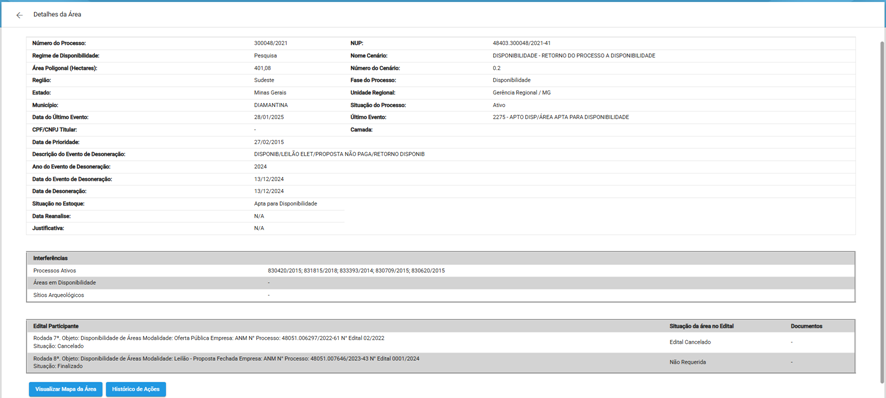 Detalhes da Área
Número do Processo: 300048/2021 NUP: 48403.300048/2021-41
Regime de Disponibilidade: Pesquisa Nome Cenário: DISPONIBILIDADE - RETORNO DO PROCESSO A DISPONIBILIDADE
Área Poligonal (Hectares): 401,08 Número do Cenário: 0.2
Região: Sudeste Fase do Processo: Disponibilidade
Estado: Minas Gerais Unidade Regional: Gerência Regional / MG
Município: DIAMANTINA Situação do Processo: Ativo
Data do Último Evento: 28/01/2025 Último Evento: 2275 - APTO DISP/ÁREA APTA PARA DISPONIBILIDADE
CPF/CNPJ Titular: - Camada:
Data de Prioridade: 27/02/2015
Descrição do Evento de Desoneração: DISPONIB/LEILÃO ELET/PROPOSTA NÃO PAGA/RETORNO DISPONIB
Ano do Evento de Desoneração: 2024
Data do Evento de Desoneração: 13/12/2024
Data de Desoneração: 13/12/2024
Situação no Estoque: Apta para Disponibilidade
Data Reanalise: N/A
Justificativa: N/A
Interferências
Processos Ativos 830420/2015; 831815/2018; 833393/2014; 830709/2015; 830620/2015
Áreas em Disponibilidade -
Sítios Arqueológicos -
Edital Participante Situação da área no Edital Documentos
Rodada 7ª. Objeto: Disponibilidade de Áreas Modalidade: Oferta Pública Empresa: ANM N° Processo: 48051.006297/2022-61 N° Edital 02/2022
Situação: Cancelado
Edital Cancelado -
Rodada 8ª. Objeto: Disponibilidade de Áreas Modalidade: Leilão - Proposta Fechada Empresa: ANM N° Processo: 48051.007646/2023-43 N° Edital 0001/2024
Situação: Finalizado
Não Requerida -
Visualizar Mapa da Área Histórico de Ações